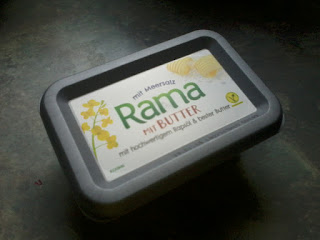 mit Meersalz
Rama
mit BUTTER
mit hochwertigem Rapsöl & bester Butter